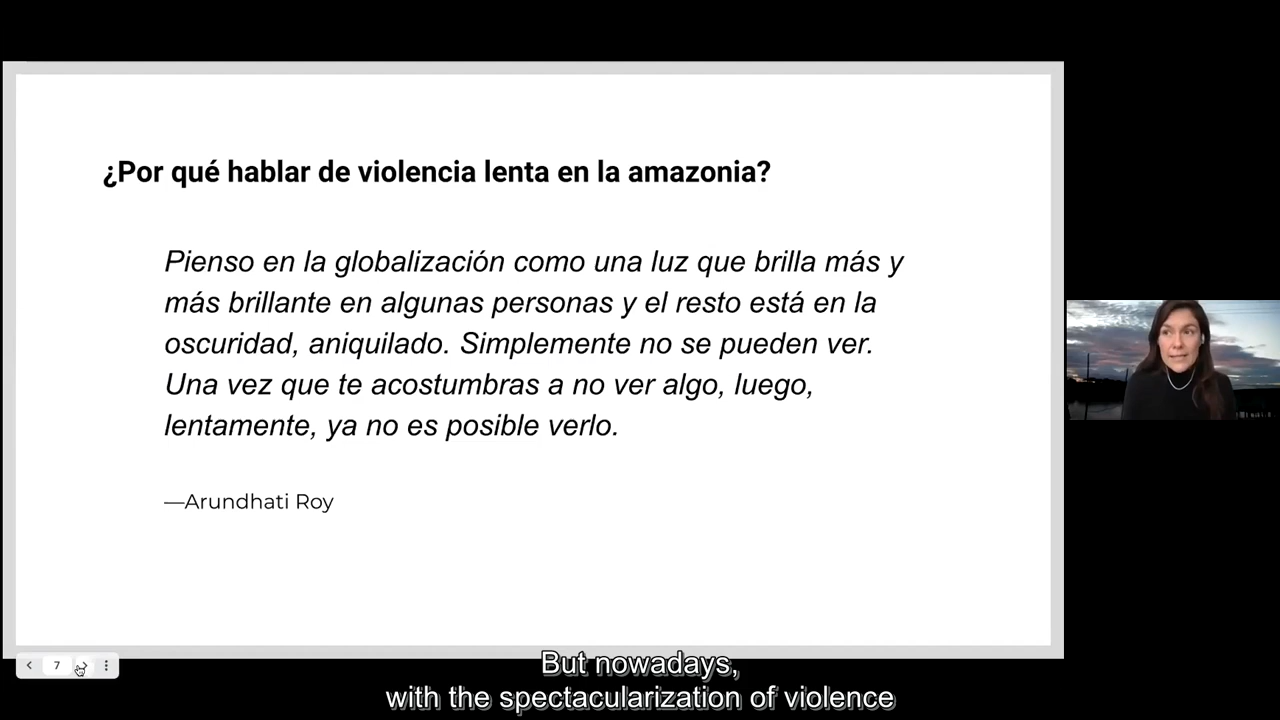 ¿Por qué hablar de violencia lenta en la amazonia?
Pienso en la globalización como una luz que brilla más y
más brillante en algunas personas y el resto está en la
oscuridad, aniquilado. Simplemente no se pueden ver.
Una vez que te acostumbras a no ver algo, luego,
lentamente, ya no es posible verlo.
—Arundhati Roy
7
But nowadays,
with the spectacularization of violence